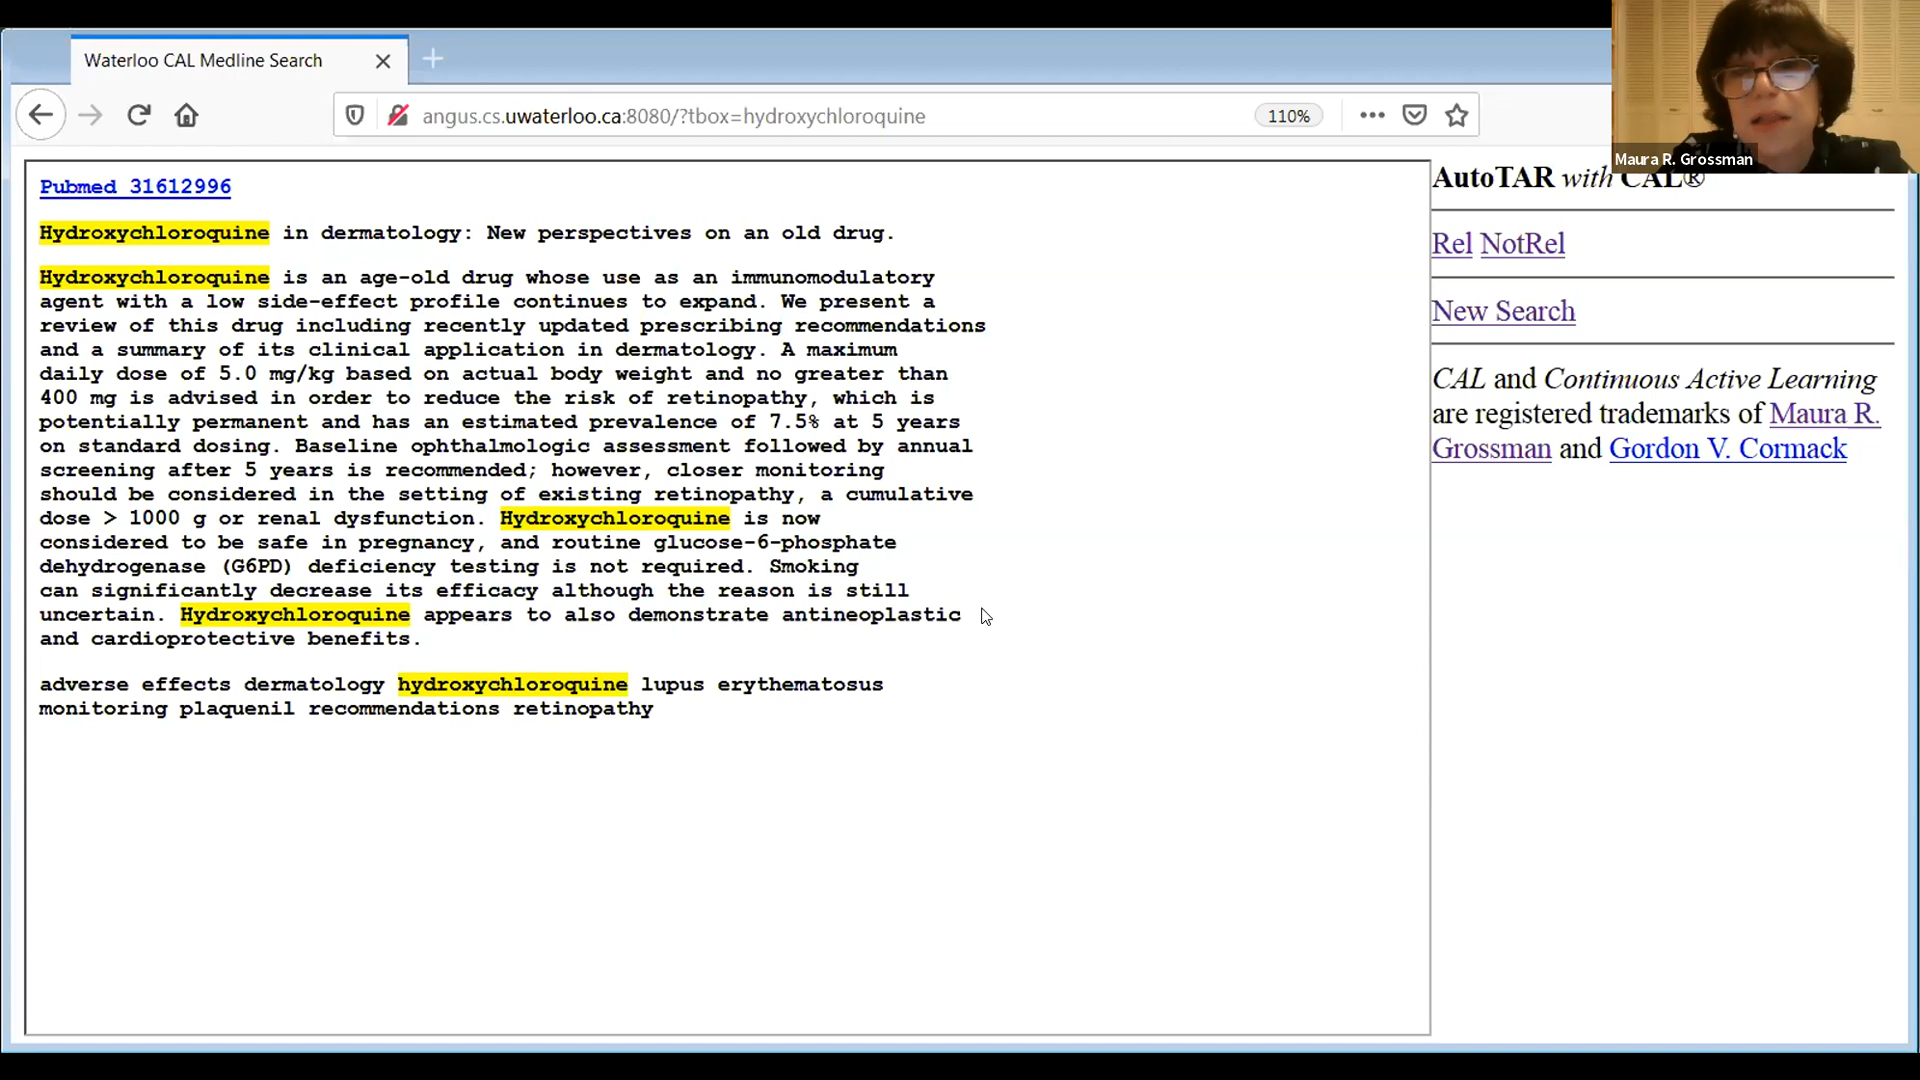 Waterloo CAL Medline Search
angus.cs.uwaterloo.ca:8080/?tbox=hydroxychloroquine
110%
Maura R. Grossman
Pubmed 31612996
Hydroxychloroquine in dermatology: New perspectives on an old drug.
Hydroxychloroquine is an age-old drug whose use as an immunomodulatory
agent with a low side-effect profile continues to expand. We present a
review of this drug including recently updated prescribing recommendations
and a summary of its clinical application in dermatology. A maximum
daily dose of 5.0 mg/kg based on actual body weight and no greater than
400 mg is advised in order to reduce the risk of retinopathy, which is
potentially permanent and has an estimated prevalence of 7.5% at 5 years
on standard dosing. Baseline ophthalmologic assessment followed by annual
screening after 5 years is recommended; however, closer monitoring
should be considered in the setting of existing retinopathy, a cumulative
dose > 1000 g or renal dysfunction. Hydroxychloroquine is now
considered to be safe in pregnancy, and routine glucose-6-phosphate
dehydrogenase (G6PD) deficiency testing is not required. Smoking
can significantly decrease its efficacy although the reason is still
uncertain. Hydroxychloroquine appears to also demonstrate antineoplastic
and cardioprotective benefits.
adverse effects dermatology hydroxychloroquine lupus erythematosus
monitoring plaquenil recommendations retinopathy
AutoTAR with CAL®
Rel NotRel
New Search
CAL and Continuous Active Learning
are registered trademarks of Maura R.
Grossman and Gordon V. Cormack